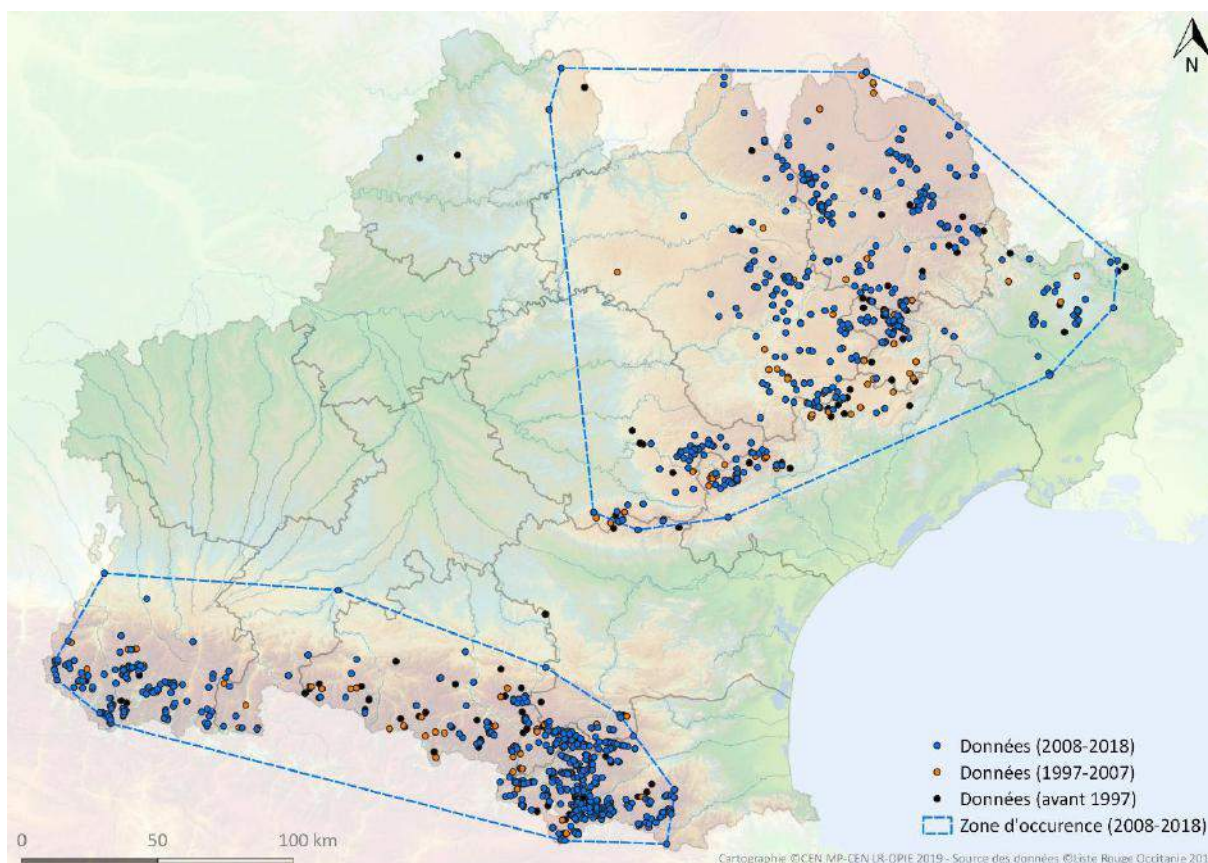 N
Données (2008-2018)
Données (1997-2007)
Données (avant 1997)
Zone d'occurence (2008-2018)
0 50 100 km
Cartographie ©CEN MP-CEN LR-OPIE 2019 - Source des données ©Liste Rouge Occitanie 201